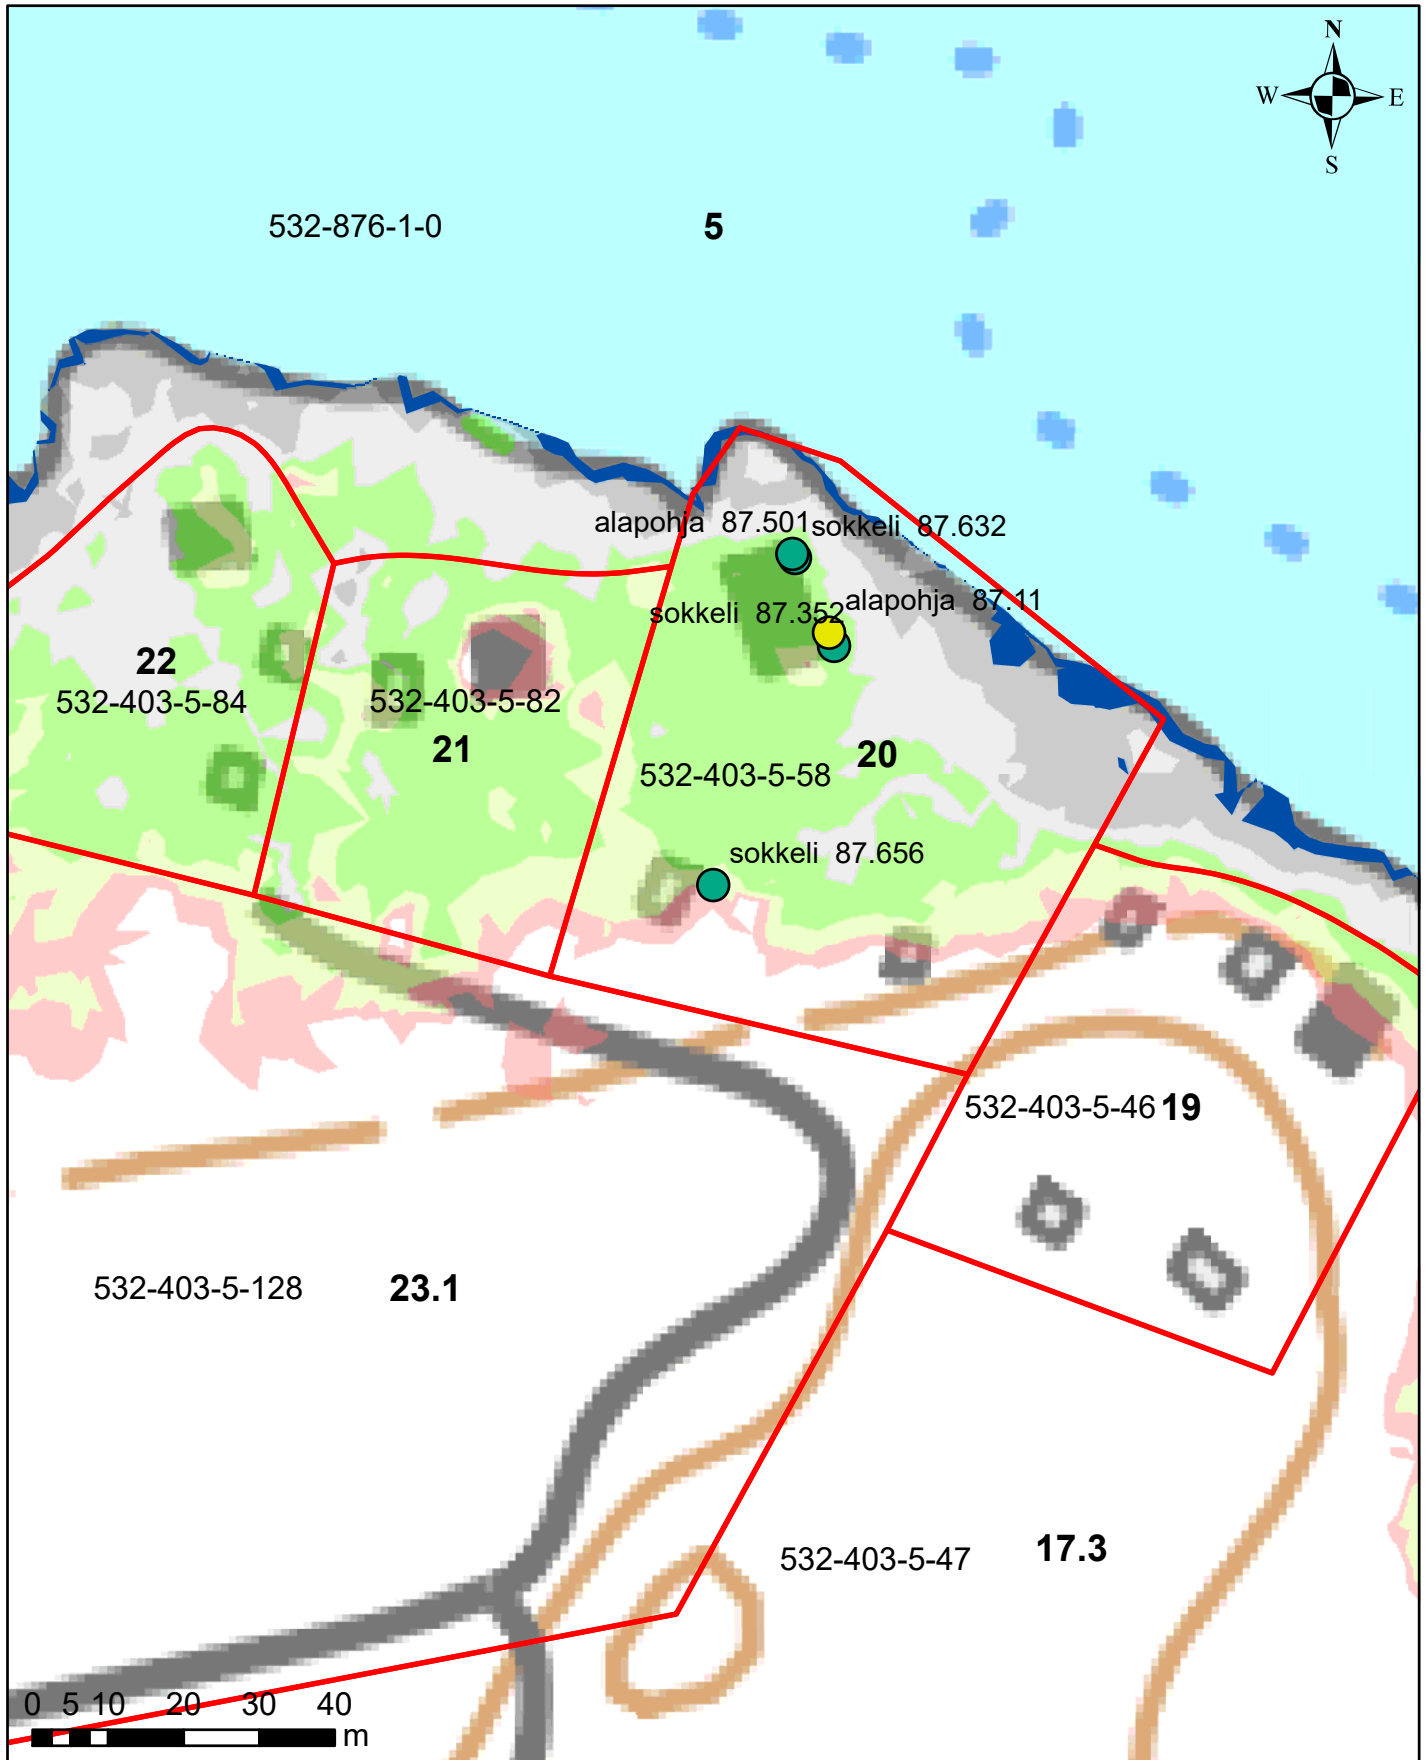 N
W E
S
532-876-1-0 5
alapohja 87.501 sokkeli 87.632
sokkeli 87.352 alapohja 87.11
22
532-403-5-84
532-403-5-82
21
20
532-403-5-58
sokkeli 87.656
532-403-5-46 19
532-403-5-128 23.1
532-403-5-47 17.3
0 5 10 20 30 40
m